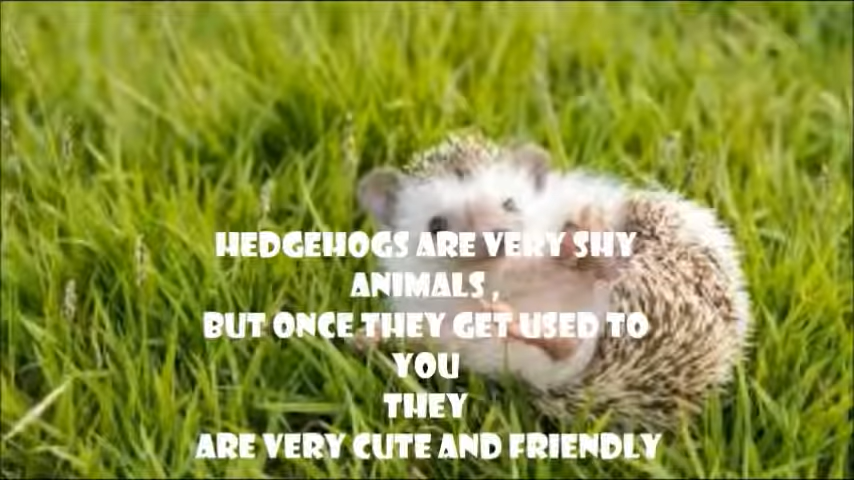 HEDGEHOGS ARE VERY SHY
ANIMALS ,
BUT ONCE THEY GET USED TO
YOU
THEY
ARE VERY CUTE AND FRIENDLY